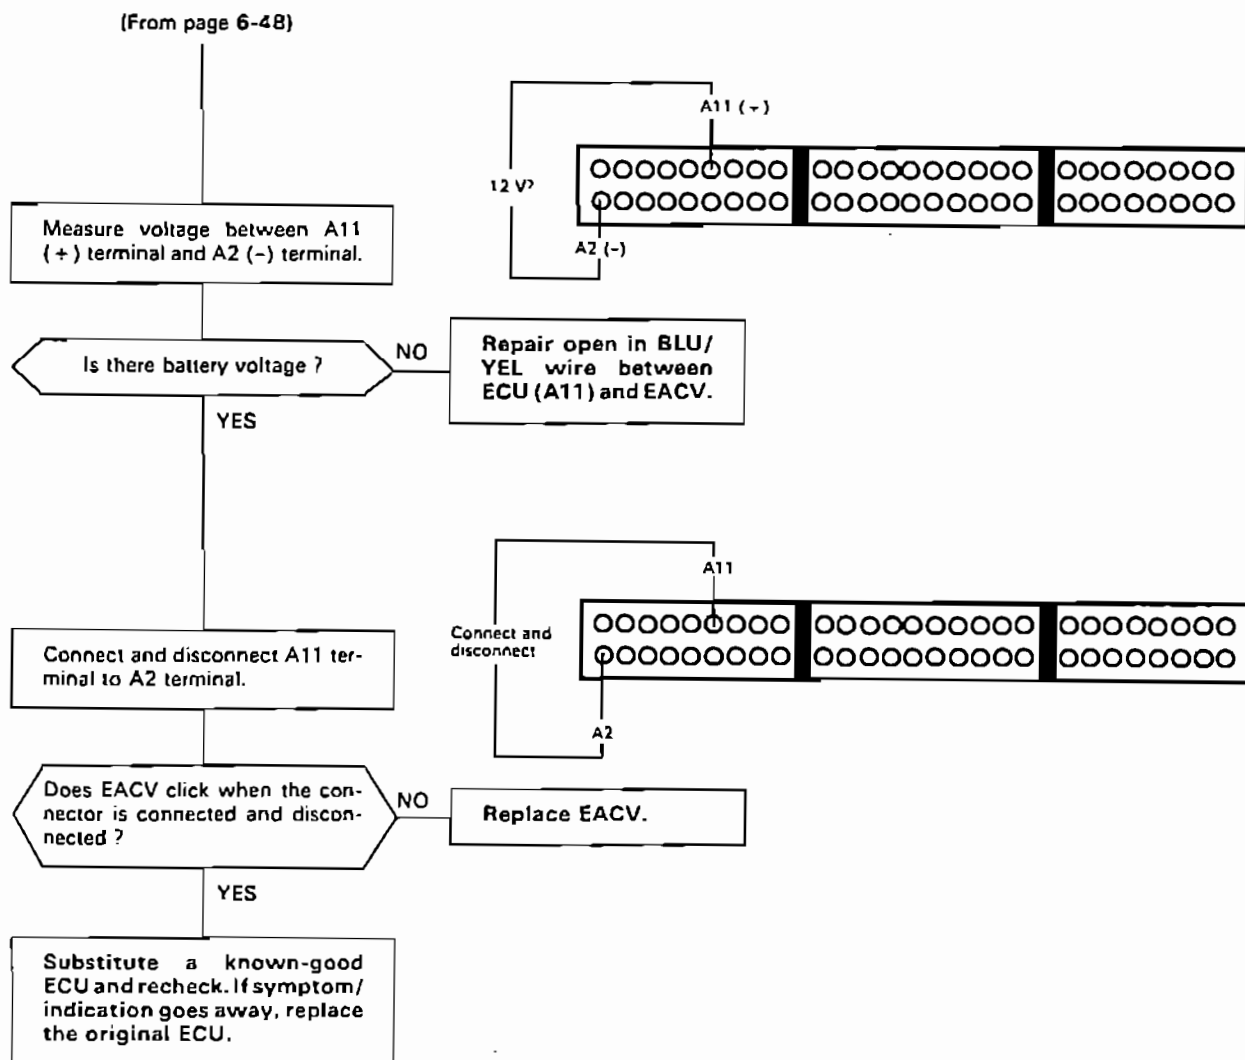 (From page 6-48)
A11 (+)
12 V?
A2 (-)
Measure voltage between A11
(+) terminal and A2 (-) terminal.
Is there battery voltage ?
NO
Repair open in BLU/
YEL wire between
ECU (A11) and EACV.
YES
A11
Connect and
disconnect
A2
Connect and disconnect A11 ter-
minal to A2 terminal.
Does EACV click when the con-
nector is connected and discon-
nected ?
NO
Replace EACV.
YES
Substitute a known-good
ECU and recheck. If symptom/
indication goes away, replace
the original ECU.